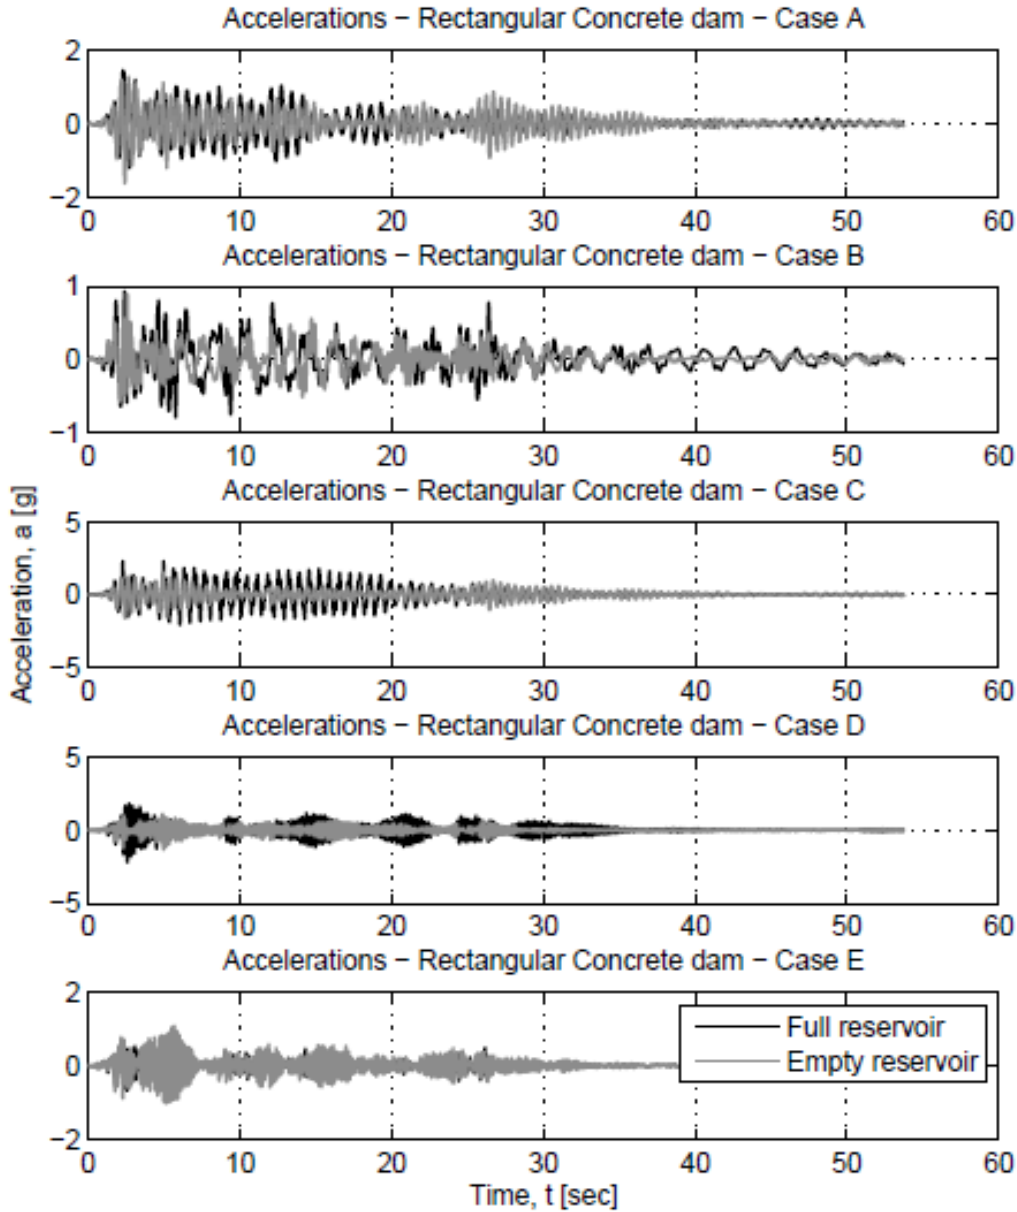 Accelerations − Rectangular Concrete dam − Case A
2
0
−2
0 10 20 30 40 50 60
Accelerations − Rectangular Concrete dam − Case B
1
0
−1
0 10 20 30 40 50 60
Accelerations − Rectangular Concrete dam − Case C
5
0
−5
0 10 20 30 40 50 60
Acceleration, a [g]
Accelerations − Rectangular Concrete dam − Case D
5
0
−5
0 10 20 30 40 50 60
Accelerations − Rectangular Concrete dam − Case E
2
0
−2
Full reservoir
Empty reservoir
0 10 20 30 40 50 60
Time, t [sec]